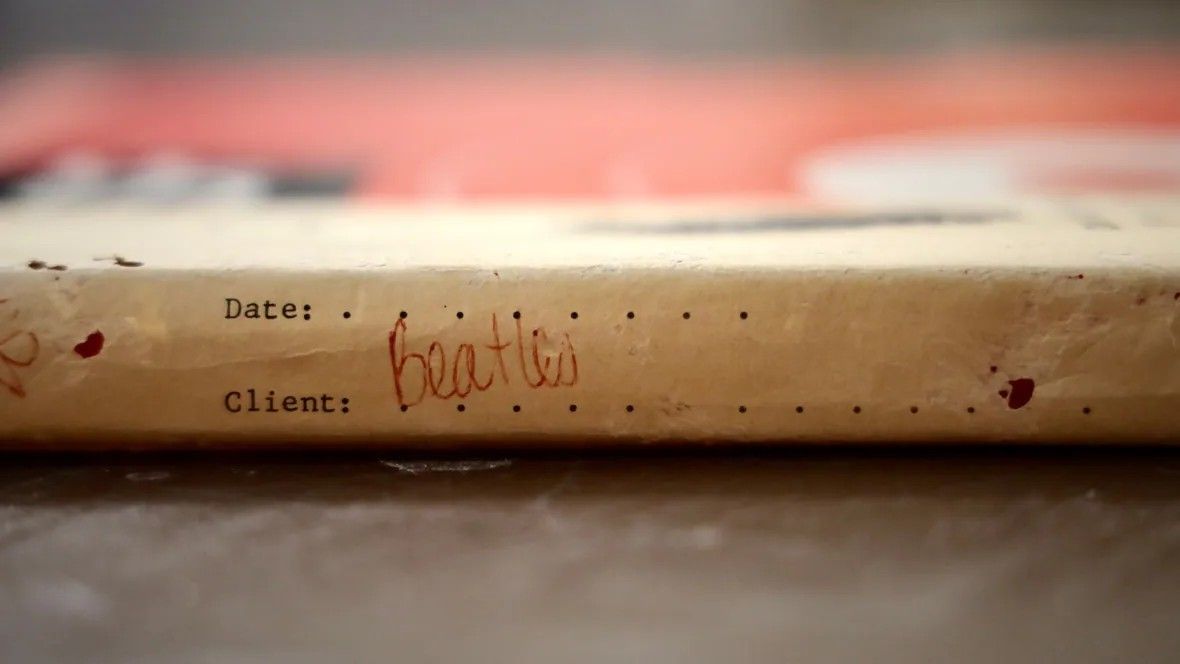 Date: . . . . . . . .
Beatles
Client: . . . . . . . . . . .